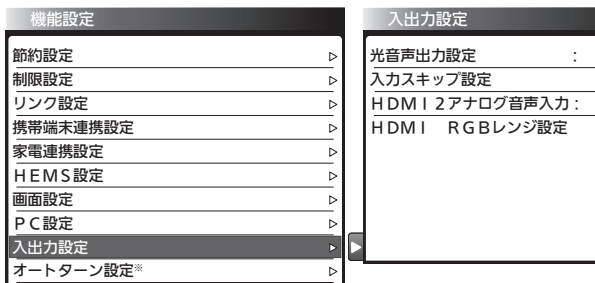 機能設定
節約設定
制限設定
リンク設定
携帯端末連携設定
家電連携設定
ＨＥＭＳ設定
画面設定
ＰＣ設定
入出力設定
オートターン設定※
入出力設定
光音声出力設定　：
入力スキップ設定
ＨＤＭＩ２アナログ音声入力：
ＨＤＭＩ　ＲＧＢレンジ設定